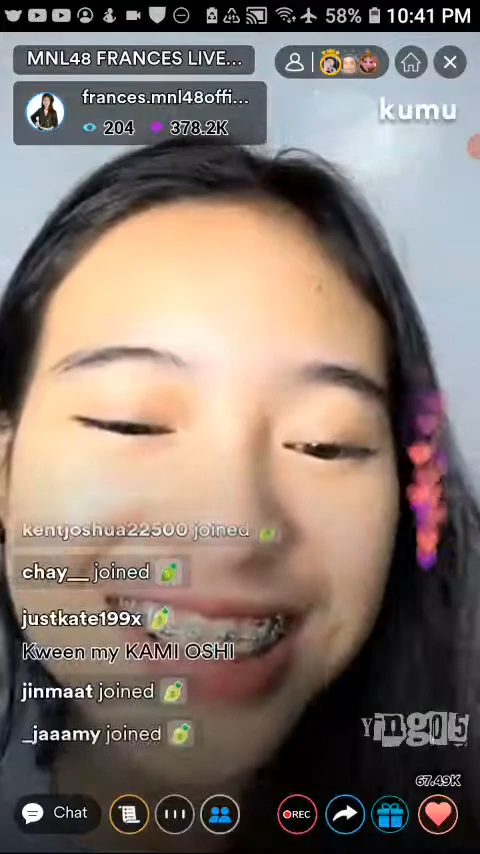 58% 10:41 PM
MNL48 FRANCES LIVE...
frances.mnl48offi...
204 378.2K
kumu
kentjoshua22500 joined
chay__ joined
justkate199x
Kween my KAMI OSHI
jinmaat joined
_jaaamy joined
Ying05
67.49K
Chat
REC